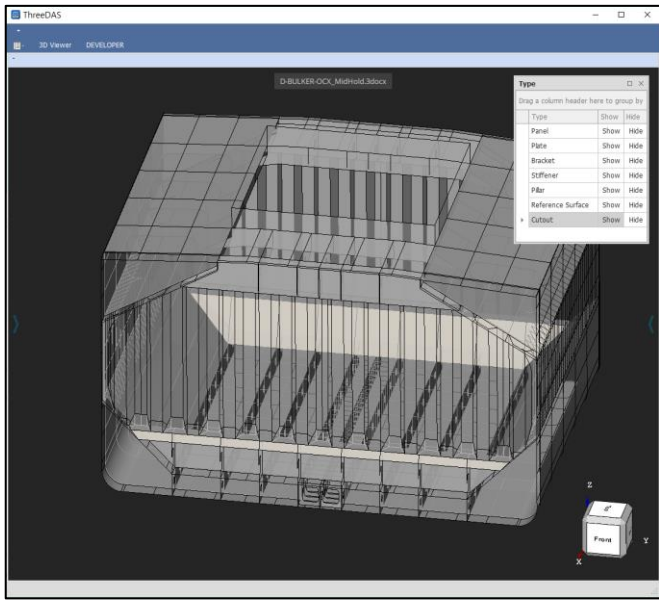 ThreeDAS
3D Viewer DEVELOPER
D-BULKER-OCX_MidHold.3docx
Type
Drag a column header here to group by
Type Show Hide
Panel Show Hide
Plate Show Hide
Bracket Show Hide
Stiffener Show Hide
Pillar Show Hide
Reference Surface Show Hide
Cutout Show Hide
Z
Front
Y
X